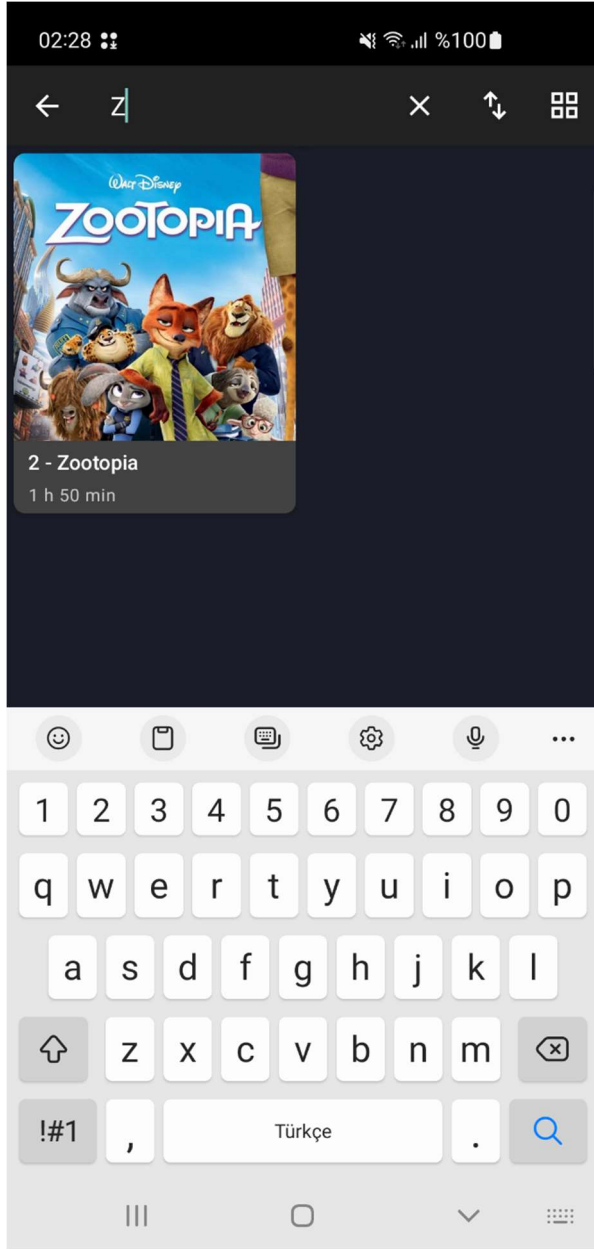 02:28
%100
z
WALT DISNEY
ZOOTOPIA
2 - Zootopia
1 h 50 min
1 2 3 4 5 6 7 8 9 0
q w e r t y u i o p
a s d f g h j k l
z x c v b n m
!#1 , Türkçe .